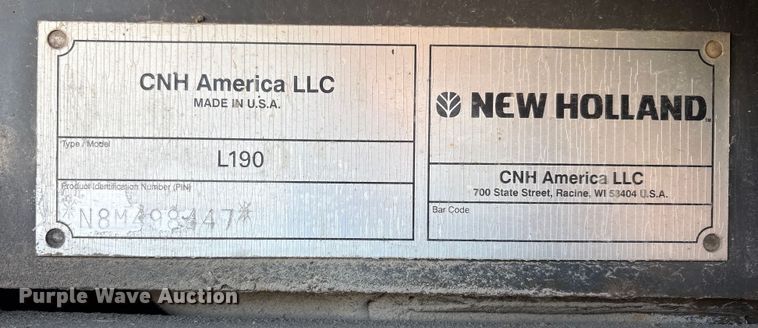 CNH America LLC
MADE IN U.S.A.
Type / Model
L190
Product Identification Number (PIN)
NEW HOLLAND
CNH America LLC
700 State Street, Racine, WI 53404 U.S.A.
Bar Code
Purple Wave Auction